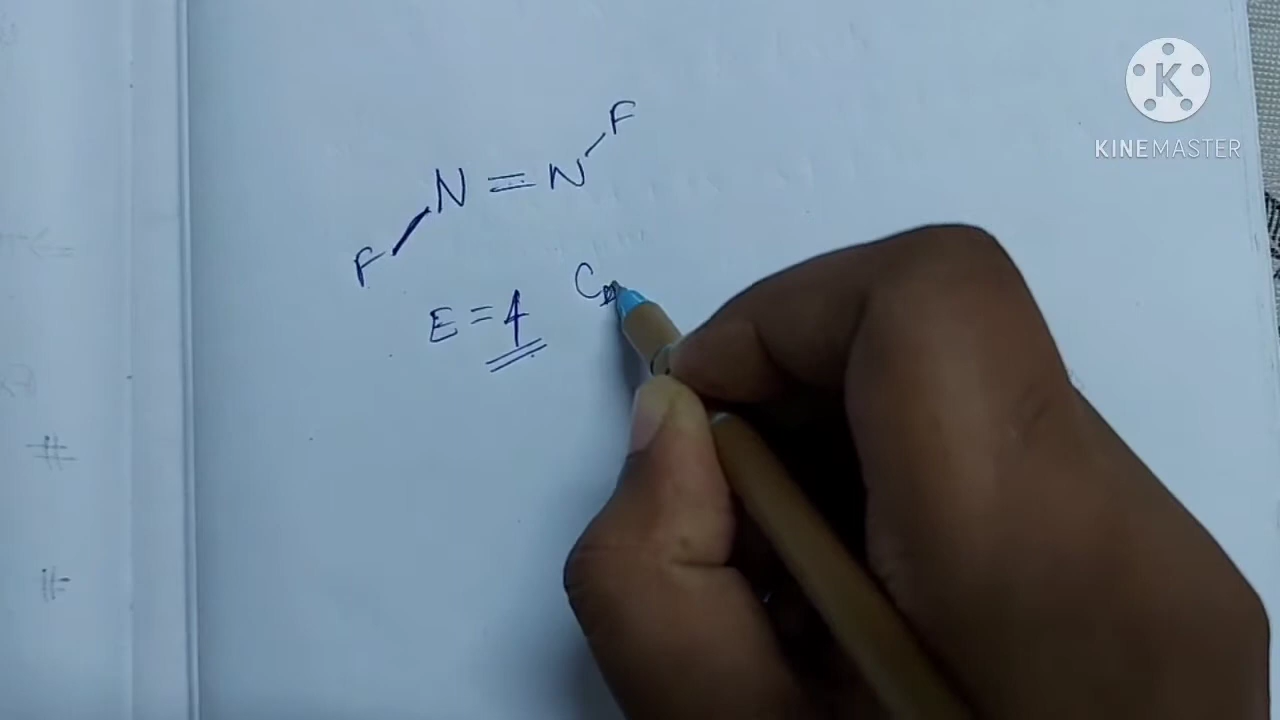 F
N = N
F
E = 4 C
K
KINEMASTER